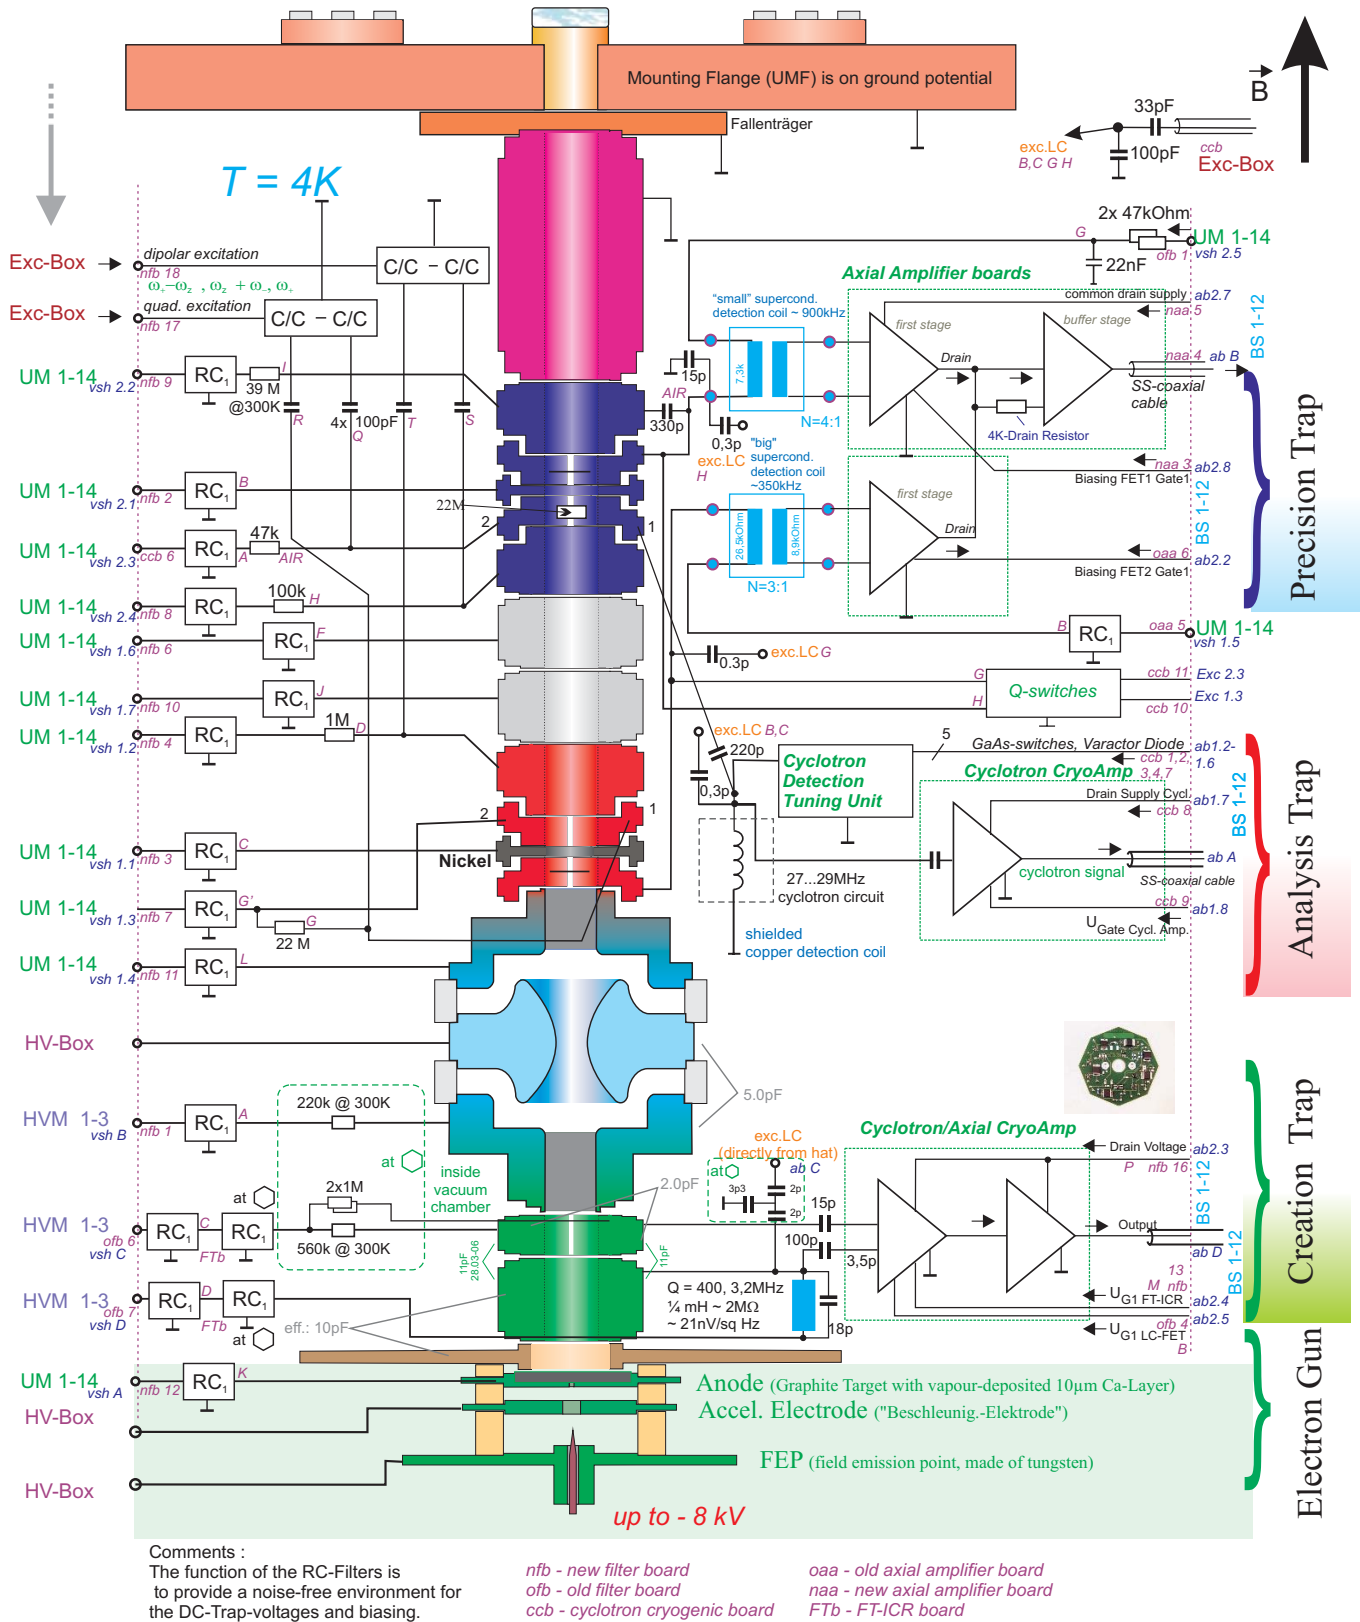 Mounting Flange (UMF) is on ground potential
Fallenträger
B
33pF
100pF
exc.LC
B,C G H
ccb
Exc-Box
T = 4K
2x 47kOhm
G
UM 1-14
ofb 1 vsh 2.5
22nF
Exc-Box
dipolar excitation
nfb 18
ω+−ωz , ωz + ω-, ω+
C/C − C/C
Exc-Box
quad. excitation
nfb 17
C/C − C/C
Axial Amplifier boards
"small" supercond.
detection coil ~ 900kHz
common drain supply
ab2.7
naa 5
first stage
buffer stage
Drain
naa 4 ab B
BS 1-12
SS-coaxial
cable
4K-Drain Resistor
7,3k
N=4:1
15p
AIR
330p
0,3p
exc.LC
H
UM 1-14
vsh 2.2 nfb 9
RC1
I
39 M
@300K
R
4x 100pF
Q
T
S
"big"
supercond.
detection coil
~350kHz
first stage
Drain
naa 3 ab2.8
Biasing FET1 Gate1
BS 1-12
oaa 6
ab2.2
Biasing FET2 Gate1
26,5kOhm
8,9kOhm
N=3:1
Precision Trap
UM 1-14
vsh 2.1 nfb 2
RC1
B
22M
2
1
UM 1-14
vsh 2.3 ccb 6
RC1
A
47k
AIR
UM 1-14
vsh 2.4 nfb 8
RC1
100k
H
UM 1-14
vsh 1.6 nfb 6
RC1
F
B
RC1
oaa 5
UM 1-14
vsh 1.5
0.3p
exc.LC G
UM 1-14
vsh 1.7 nfb 10
RC1
J
G
H
Q-switches
ccb 11 Exc 2.3
Exc 1.3
ccb 10
UM 1-14
vsh 1.2 nfb 4
RC1
1M
D
exc.LC B,C
220p
0,3p
Cyclotron
Detection
Tuning Unit
5
GaAs-switches, Varactor Diode
ab1.2-
1.6
ccb 1,2,
3,4,7
Cyclotron CryoAmp
Drain Supply Cycl.
ab1.7
ccb 8
BS 1-12
cyclotron signal
ab A
SS-coaxial cable
ccb 9
ab1.8
UGate Cycl. Amp.
27...29MHz
cyclotron circuit
shielded
copper detection coil
Analysis Trap
2
1
Nickel
UM 1-14
vsh 1.1 nfb 3
RC1
C
UM 1-14
vsh 1.3 nfb 7
RC1
G'
G
22 M
UM 1-14
vsh 1.4 nfb 11
RC1
L
HV-Box
5.0pF
HVM 1-3
vsh B nfb 1
RC1
A
220k @ 300K
at
inside
vacuum
chamber
2x1M
560k @ 300K
HVM 1-3
ofb 6
vsh C
RC1
C
FTb
at
RC1
2.0pF
11pF
28.03-06
11pF
exc.LC
(directly from hat)
at
ab C
3p3
2p
2p
15p
100p
3,5p
18p
Q = 400, 3,2MHz
¼ mH ~ 2MΩ
~ 21nV/sq Hz
Cyclotron/Axial CryoAmp
Drain Voltage
ab2.3
P nfb 16
BS 1-12
Output
ab D
BS 1-12
13
M nfb
UG1 FT-ICR
ab2.4
ab2.5
ofb 4
UG1 LC-FET
B
Creation Trap
HVM 1-3
ofb 7
vsh D
RC1
D
FTb
RC1
at
eff.: 10pF
UM 1-14
vsh A nfb 12
RC1
K
HV-Box
HV-Box
Anode (Graphite Target with vapour-deposited 10µm Ca-Layer)
Accel. Electrode ("Beschleunig.-Elektrode")
FEP (field emission point, made of tungsten)
up to - 8 kV
Electron Gun
Comments :
The function of the RC-Filters is
to provide a noise-free environment for
the DC-Trap-voltages and biasing.
nfb - new filter board
ofb - old filter board
ccb - cyclotron cryogenic board
oaa - old axial amplifier board
naa - new axial amplifier board
FTb - FT-ICR board